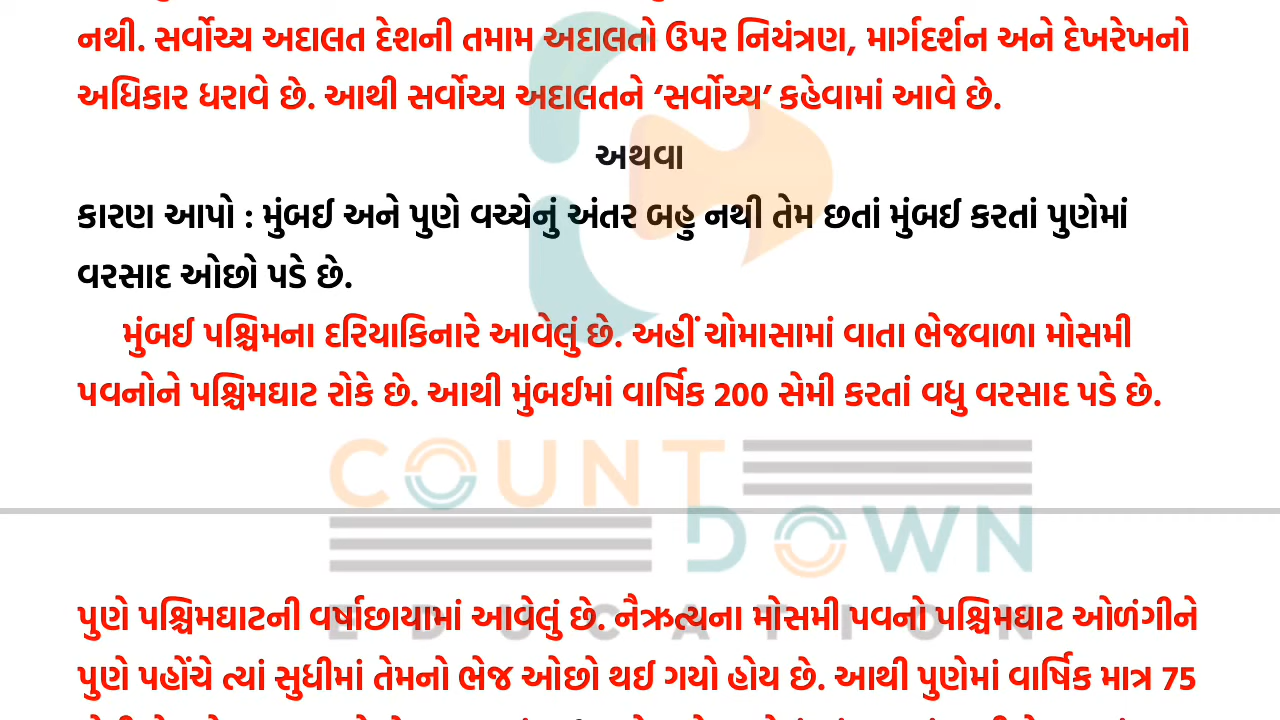 નથી. સર્વોચ્ચ અદાલત દેશની તમામ અદાલતો ઉપર નિયંત્રણ, માર્ગદર્શન અને દેખરેખનો
અધિકાર ધરાવે છે. આથી સર્વોચ્ચ અદાલતને ‘સર્વોચ્ચ’ કહેવામાં આવે છે.
અથવા
કારણ આપો : મુંબઈ અને પુણે વચ્ચેનું અંતર બહુ નથી તેમ છતાં મુંબઈ કરતાં પુણેમાં
વરસાદ ઓછો પડે છે.
મુંબઈ પશ્ચિમના દરિયાકિનારે આવેલું છે. અહીં ચોમાસામાં વાતા ભેજવાળા મોસમી
પવનોને પશ્ચિમઘાટ રોકે છે. આથી મુંબઈમાં વાર્ષિક 200 સેમી કરતાં વધુ વરસાદ પડે છે.
COUNT
DOWN
EDUCATION
પુણે પશ્ચિમઘાટની વર્ષાછાયામાં આવેલું છે. નૈઋત્યના મોસમી પવનો પશ્ચિમઘાટ ઓળંગીને
પુણે પહોંચે ત્યાં સુધીમાં તેમનો ભેજ ઓછો થઈ ગયો હોય છે. આથી પુણેમાં વાર્ષિક માત્ર 75